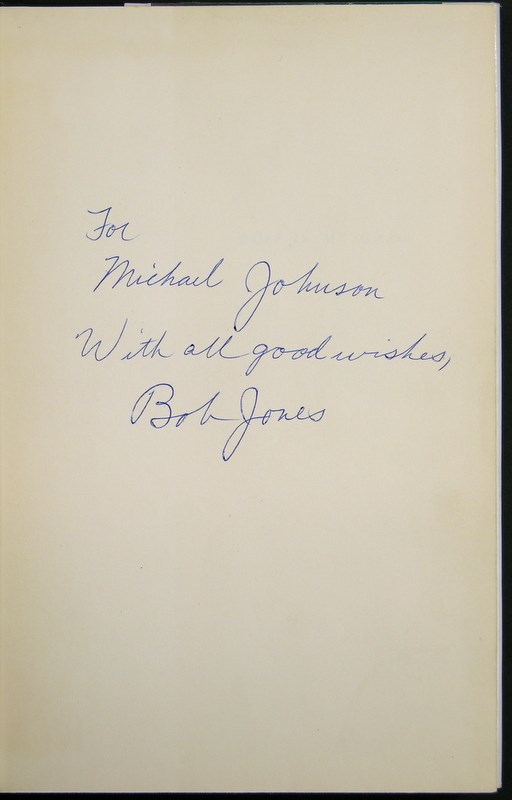 For
Michael Johnson
With all good wishes,
Bob Jones